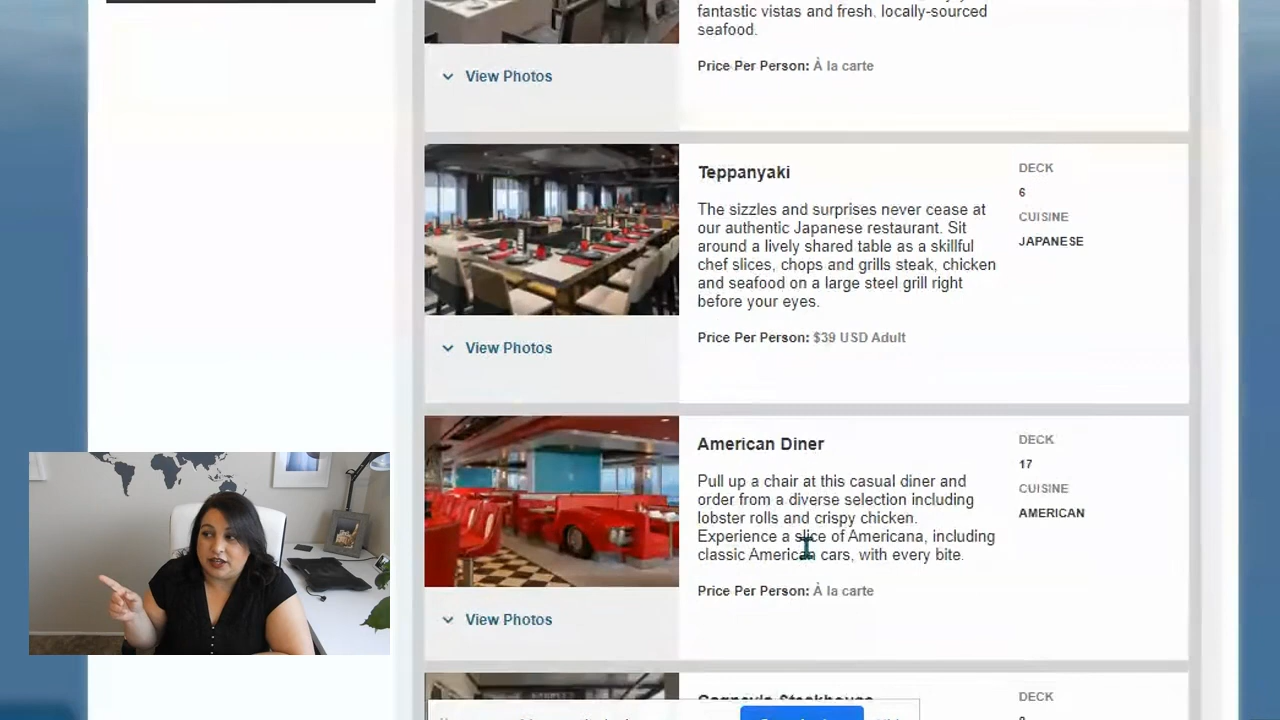 fantastic vistas and fresh, locally-sourced
seafood.
Price Per Person: À la carte
View Photos
Teppanyaki
The sizzles and surprises never cease at
our authentic Japanese restaurant. Sit
around a lively shared table as a skillful
chef slices, chops and grills steak, chicken
and seafood on a large steel grill right
before your eyes.
Price Per Person: $39 USD Adult
DECK
6
CUISINE
JAPANESE
View Photos
American Diner
Pull up a chair at this casual diner and
order from a diverse selection including
lobster rolls and crispy chicken.
Experience a slice of Americana, including
classic American cars, with every bite.
Price Per Person: À la carte
DECK
17
CUISINE
AMERICAN
View Photos
DECK